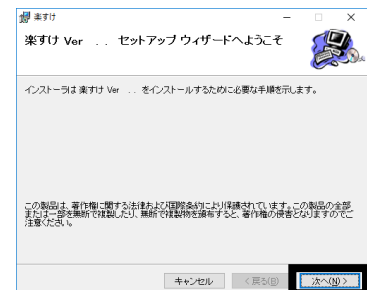 楽すけ
楽すけ Ver　. .　セットアップ ウィザードへようこそ
インストーラは 楽すけ Ver　. . をインストールするために必要な手順を示します。
この製品は、著作権に関する法律および国際条約により保護されています。この製品の全部
または一部を無断で複製したり、無断で複製物を頒布すると、著作権の侵害となりますのでご
注意ください。
キャンセル　< 戻る(B)　次へ(N) >